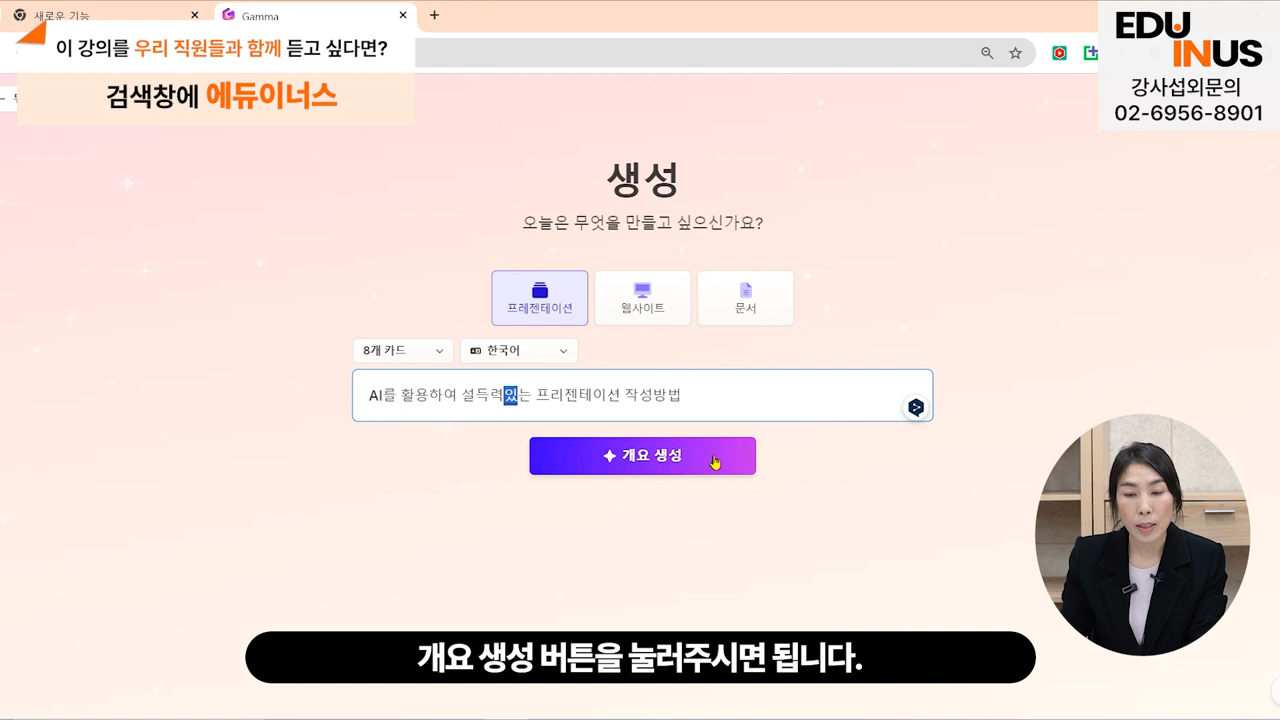 새로운 기능
Gamma
이 강의를 우리 직원들과 함께 듣고 싶다면?
검색창에 에듀이너스
EDU
INUS
강사섭외문의
02-6956-8901
생성
오늘은 무엇을 만들고 싶으신가요?
프레젠테이션
웹사이트
문서
8개 카드
한국어
AI를 활용하여 설득력있는 프리젠테이션 작성방법
개요 생성
개요 생성 버튼을 눌러주시면 됩니다.